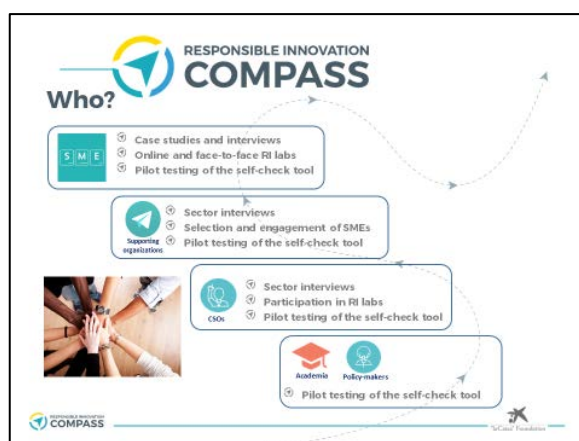 RESPONSIBLE INNOVATION
COMPASS
Who?
SME
Case studies and interviews
Online and face-to-face RI labs
Pilot testing of the self-check tool
Supporting
organizations
Sector interviews
Selection and engagement of SMEs
Pilot testing of the self-check tool
CSOs
Sector interviews
Participation in RI labs
Pilot testing of the self-check tool
Academia
Policy-makers
Pilot testing of the self-check tool
RESPONSIBLE INNOVATION
COMPASS
"la Caixa" Foundation